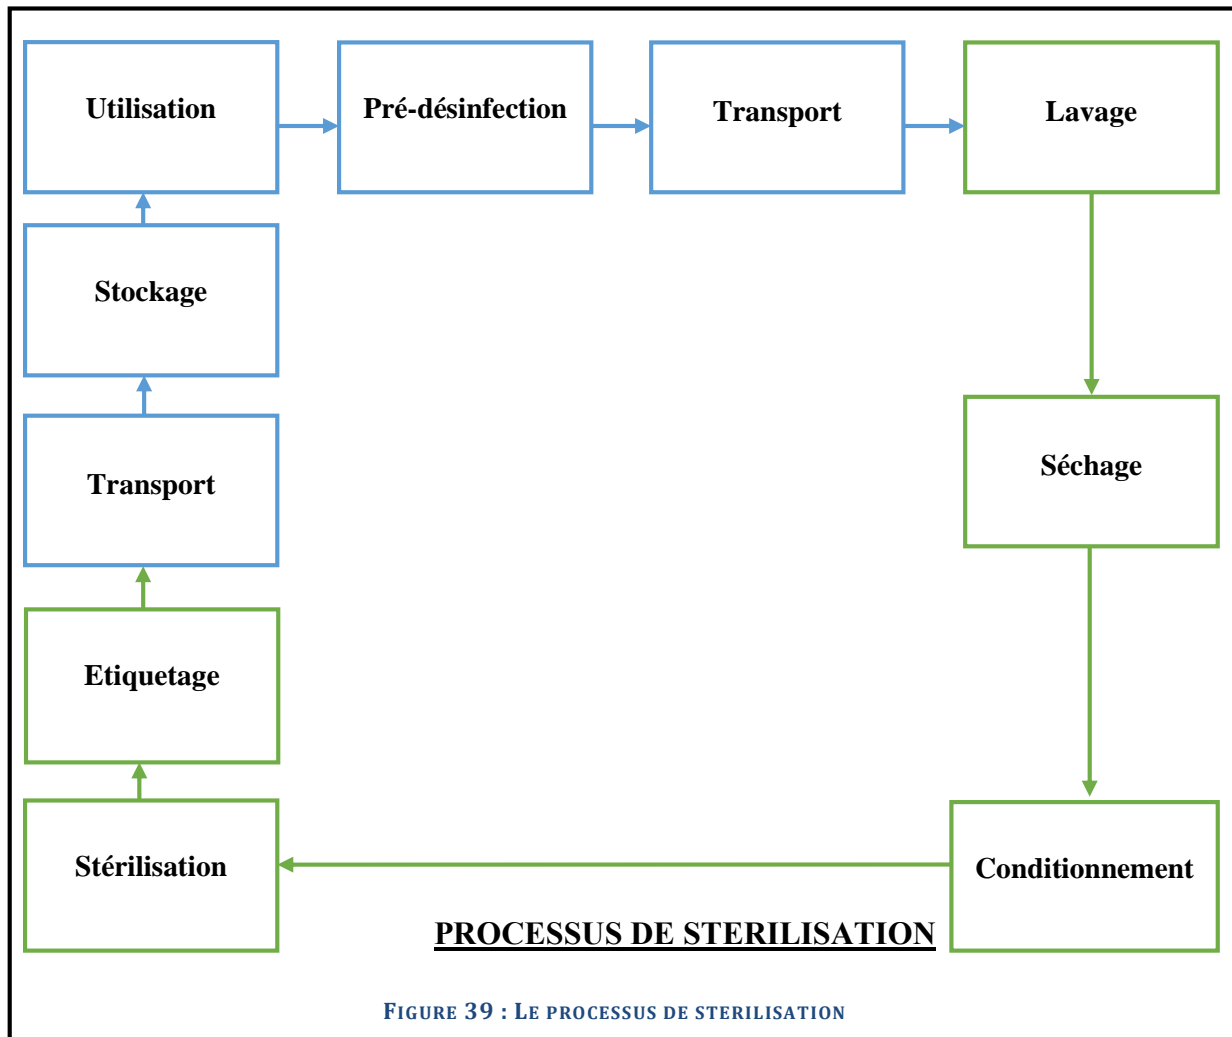 Utilisation
Pré-désinfection
Transport
Lavage
Stockage
Séchage
Transport
Etiquetage
Stérilisation
Conditionnement
PROCESSUS DE STERILISATION
FIGURE 39 : LE PROCESSUS DE STERILISATION